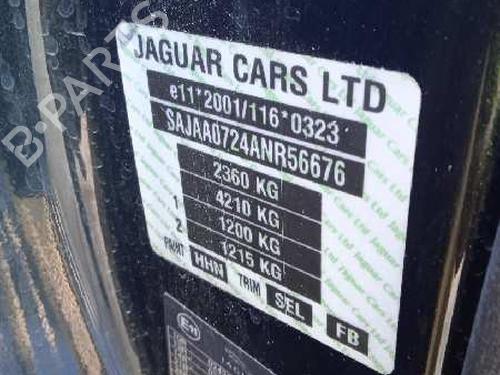 JAGUAR CARS LTD
e11*2001/116*0323
SAJAA0724ANR56676
2360 KG
4210 KG
1 1200 KG
2 1215 KG
PAINT HHN TRIM SEL FB
E11
B-PARTS